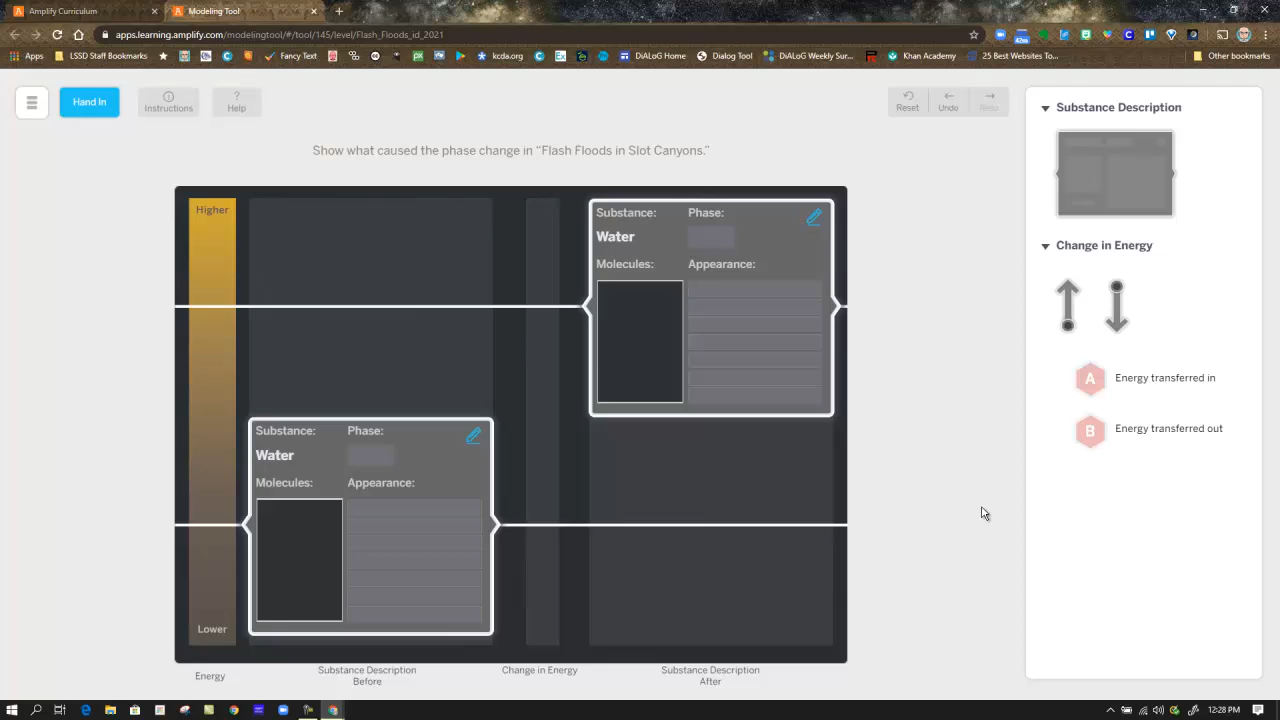 Amplify Curriculum
Modeling Tool
apps.learning.amplify.com/modelingtool/#/tool/145/level/Flash_Floods_id_2021
Apps
LSSD Staff Bookmarks
Fancy TexT
kcda.org
DiALoG Home
Dialog Tool
DiALoG Weekly Sur...
Khan Academy
25 Best Websites To...
Other bookmarks
Hand In
Instructions
? Help
Reset
Undo
Redo
Show what caused the phase change in “Flash Floods in Slot Canyons.”
Higher
Substance: Phase:
Water
Molecules: Appearance:
Substance: Phase:
Water
Molecules: Appearance:
Lower
Energy
Substance Description
Before
Change in Energy
Substance Description
After
Substance Description
Change in Energy
A Energy transferred in
B Energy transferred out
12:28 PM